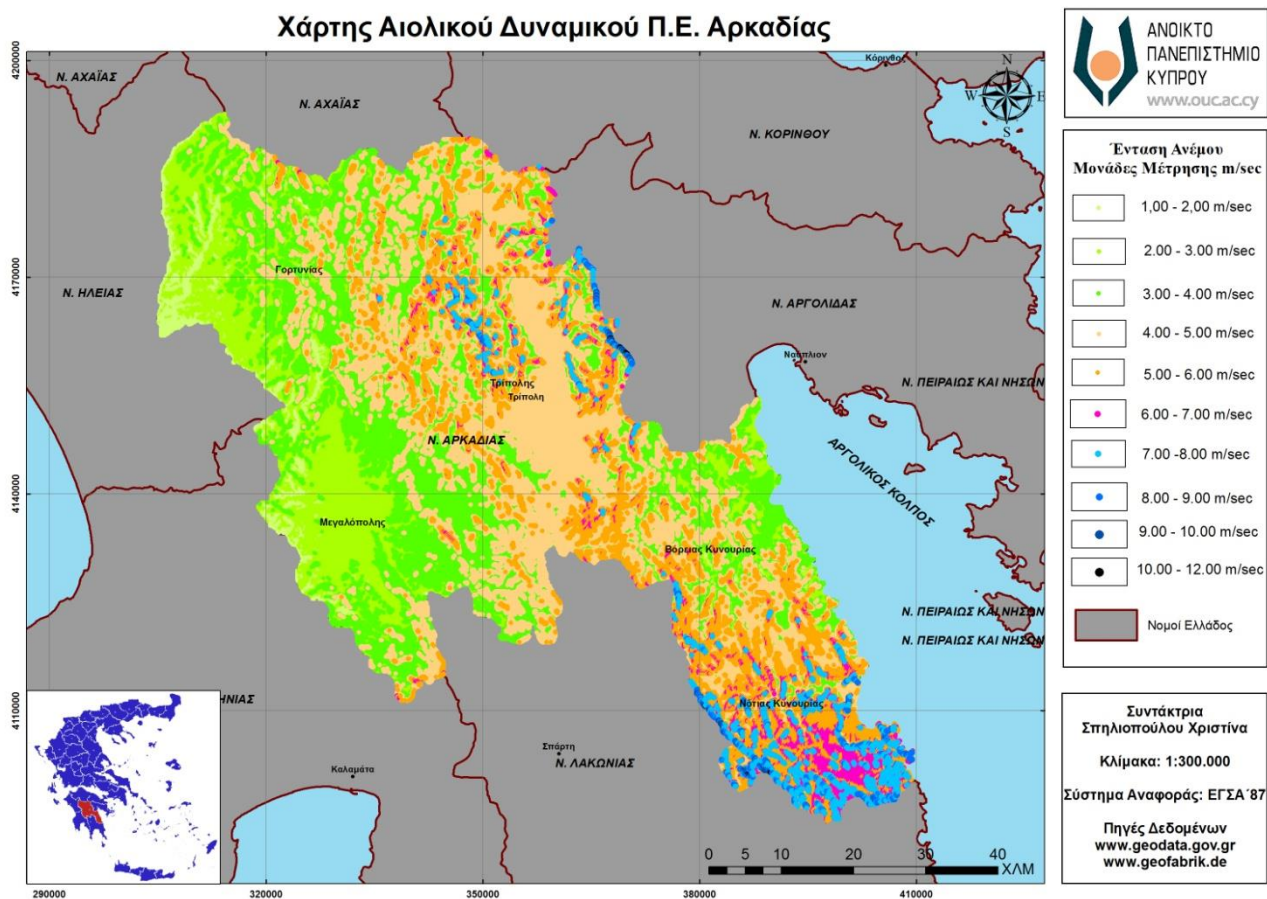 Χάρτης Αιολικού Δυναμικού Π.Ε. Αρκαδίας
Ν. ΑΧΑΪΑΣ
Ν. ΑΧΑΪΑΣ
Κόρινθος
N
W
E
S
Ν. ΚΟΡΙΝΘΟΥ
Γορτυνίας
Ν. ΗΛΕΙΑΣ
Ν. ΑΡΓΟΛΙΔΑΣ
Ναύπλιον
Ν. ΠΕΙΡΑΙΩΣ ΚΑΙ ΝΗΣΩΝ
Τρίπολης
Τρίπολη
Ν. ΑΡΚΑΔΙΑΣ
ΑΡΓΟΛΙΚΟΣ ΚΟΛΠΟΣ
Μεγαλόπολης
Βόρειας Κυνουρίας
Ν. ΠΕΙΡΑΙΩΣ ΚΑΙ ΝΗΣΩΝ
Ν. ΠΕΙΡΑΙΩΣ ΚΑΙ ΝΗΣΩΝ
ΗΝΙΑΣ
Νότιας Κυνουρίας
Σπάρτη
Ν. ΛΑΚΩΝΙΑΣ
Καλαμάτα
0 5 10 20 30 40
ΧΛΜ
4200000
4170000
4140000
4110000
290000 320000 350000 380000 410000
ΑΝΟΙΚΤΟ
ΠΑΝΕΠΙΣΤΗΜΙΟ
ΚΥΠΡΟΥ
www.ouc.ac.cy
Ένταση Ανέμου
Μονάδες Μέτρησης m/sec
1,00 - 2,00 m/sec
2.00 - 3.00 m/sec
3.00 - 4.00 m/sec
4.00 - 5.00 m/sec
5.00 - 6.00 m/sec
6.00 - 7.00 m/sec
7.00 -8.00 m/sec
8.00 - 9.00 m/sec
9.00 - 10.00 m/sec
10.00 - 12.00 m/sec
Νομοί Ελλάδος
Συντάκτρια
Σπηλιοπούλου Χριστίνα
Κλίμακα: 1:300.000
Σύστημα Αναφοράς: ΕΓΣΑ΄87
Πηγές Δεδομένων
www.geodata.gov.gr
www.geofabrik.de